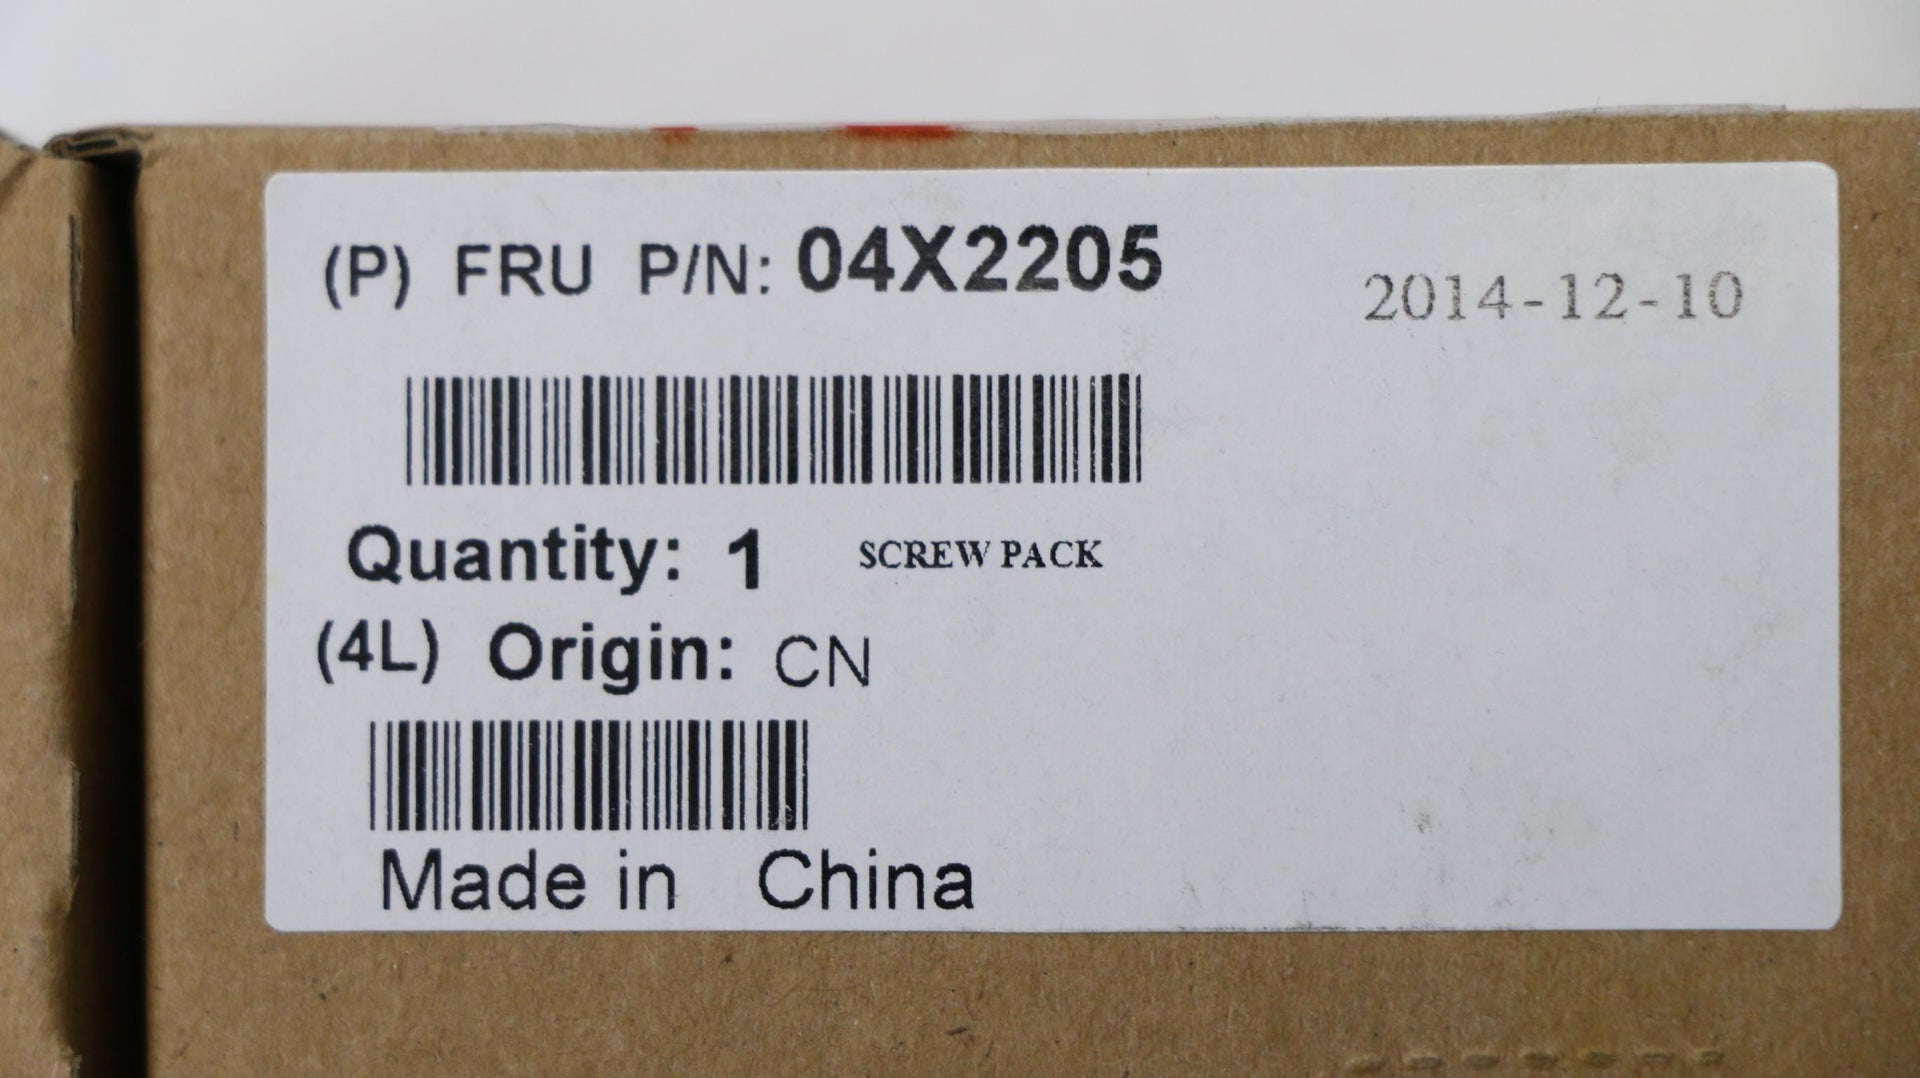 (P) FRU P/N: 04X2205
2014-12-10
Quantity: 1 SCREW PACK
(4L) Origin: CN
Made in China